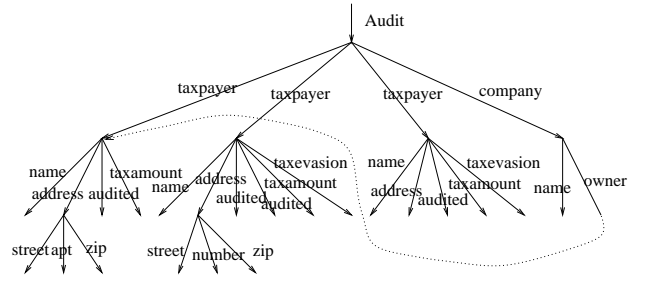 Audit
taxpayer
taxpayer
taxpayer
company
name
address
audited
taxamount
name
address
audited
audited
taxamount
taxevasion
name
address
audited
taxamount
taxevasion
name
owner
street
apt
zip
street
number
zip